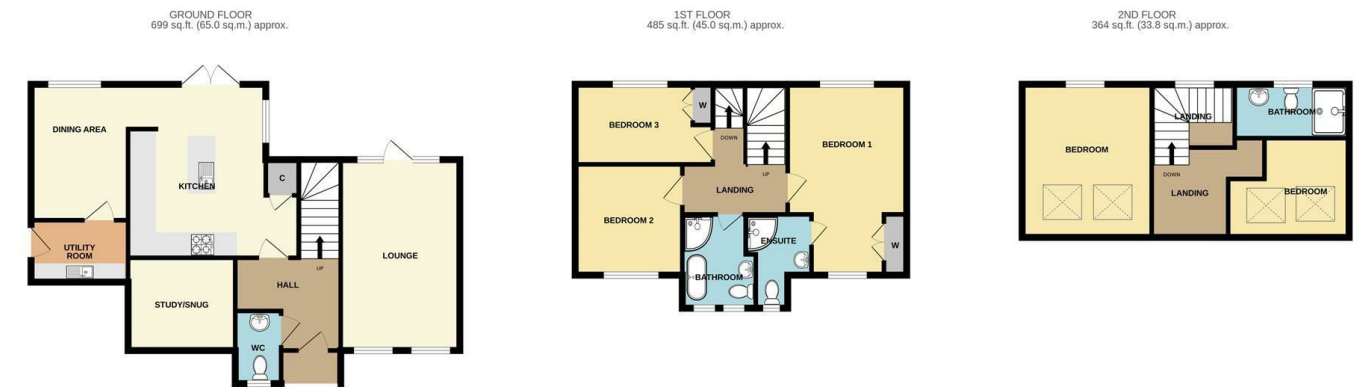 GROUND FLOOR
699 sq.ft. (65.0 sq.m.) approx.
DINING AREA
KITCHEN
C
UTILITY
ROOM
UP
LOUNGE
HALL
STUDY/SNUG
WC
1ST FLOOR
485 sq.ft. (45.0 sq.m.) approx.
W
BEDROOM 3
DOWN
BEDROOM 1
UP
LANDING
BEDROOM 2
ENSUITE
W
BATHROOM
2ND FLOOR
364 sq.ft. (33.8 sq.m.) approx.
LANDING
BATHROOM
BEDROOM
DOWN
LANDING
BEDROOM